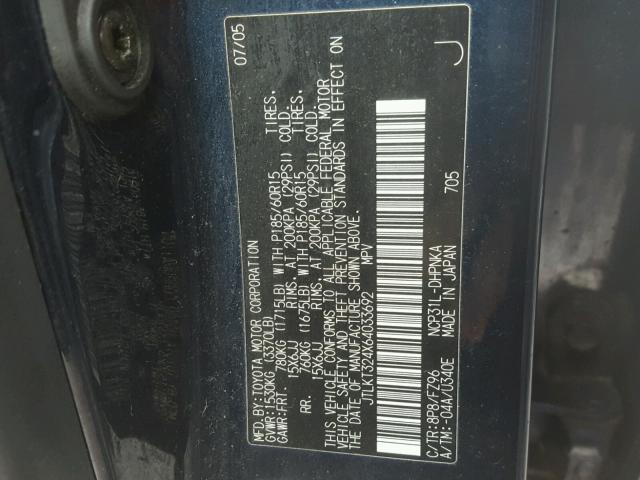 MFD.BY:TOYOTA MOTOR CORPORATION 07/05
GVWR:1530KG (3370LB)
GAWR:FRT. 780KG (1715LB) WITH P185/60R15 TIRES.
15X6JJ RIMS, AT 200KPA (29PSI) COLD.
RR. 760KG (1675LB) WITH P185/60R15 TIRES.
15X6JJ RIMS, AT 200KPA (29PSI) COLD.
THIS VEHICLE CONFORMS TO ALL APPLICABLE FEDERAL MOTOR
VEHICLE SAFETY AND THEFT PREVENTION STANDARDS IN EFFECT ON
THE DATE OF MANUFACTURE SHOWN ABOVE.
JTLKT324X64033692 MPV
C/TR:8P8/FZ96 NCP31L-DHPNKA J
A/TM:-04A/U340E MADE IN JAPAN 705